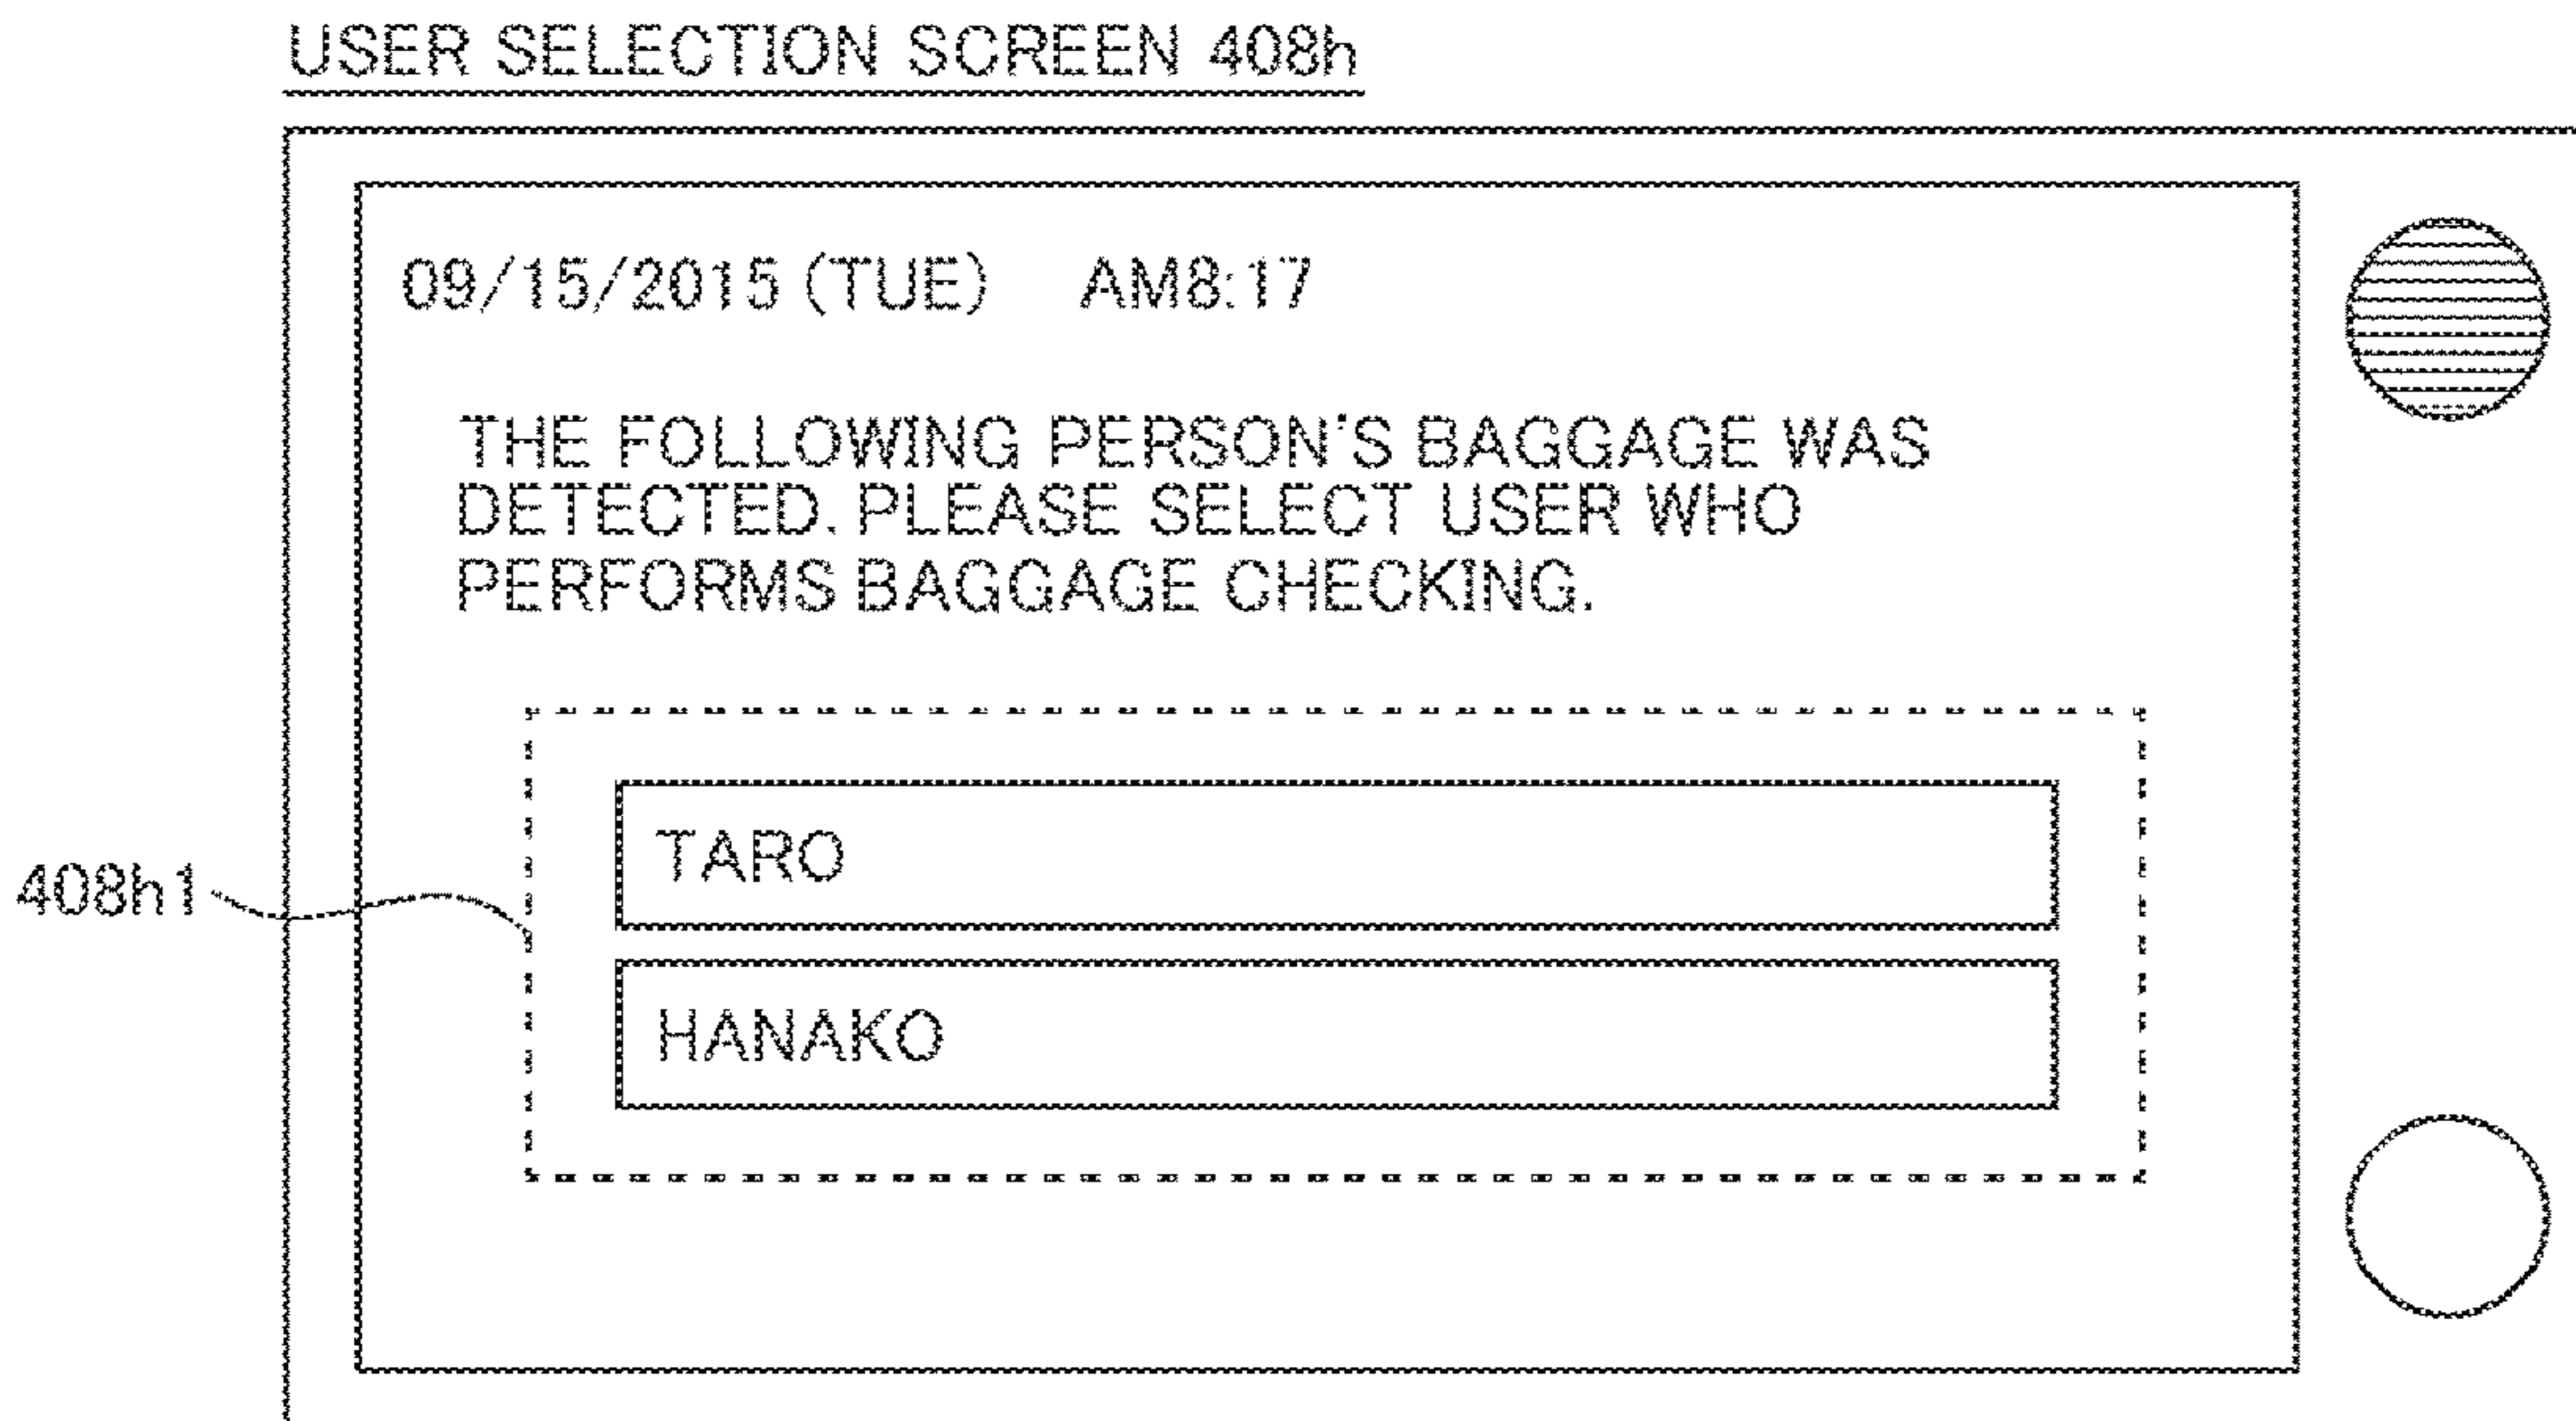 USER SELECTION SCREEN 408h
09/15/2015 (TUE) AM8:17
THE FOLLOWING PERSON'S BAGGAGE WAS
DETECTED. PLEASE SELECT USER WHO
PERFORMS BAGGAGE CHECKING.
TARO
408h1
HANAKO